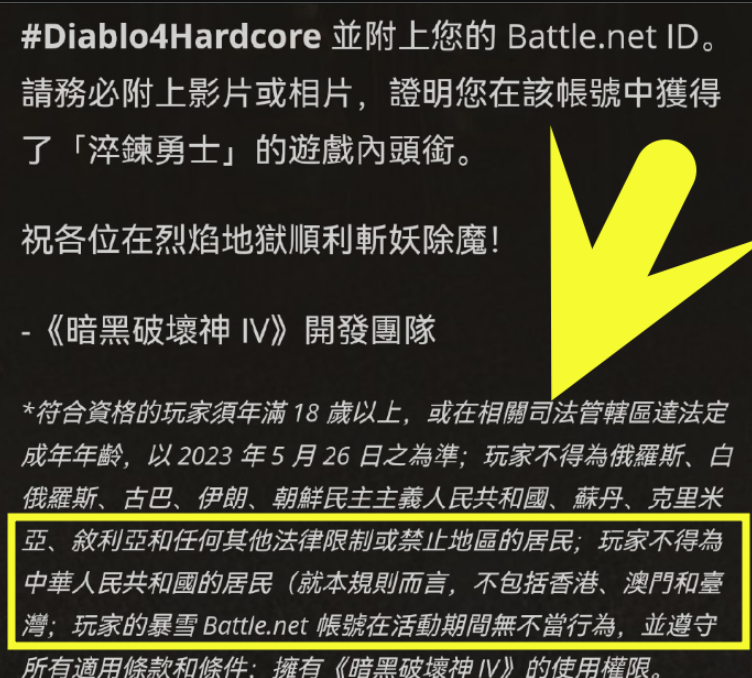 #Diablo4Hardcore 並附上您的 Battle.net ID。
請務必附上影片或相片，證明您在該帳號中獲得
了「淬鍊勇士」的遊戲內頭銜。
祝各位在烈焰地獄順利斬妖除魔！
-《暗黑破壞神 IV》開發團隊
*符合資格的玩家須年滿 18 歲以上，或在相關司法管轄區達法定
成年年齡，以 2023 年 5 月 26 日之為準；玩家不得為俄羅斯、白
俄羅斯、古巴、伊朗、朝鮮民主主義人民共和國、蘇丹、克里米
亞、敘利亞和任何其他法律限制或禁止地區的居民；玩家不得為
中華人民共和國的居民（就本規則而言，不包括香港、澳門和臺
灣；玩家的暴雪 Battle.net 帳號在活動期間無不當行為，並遵守
所有適用條款和條件；擁有《暗黑破壞神 IV》的使用權限。